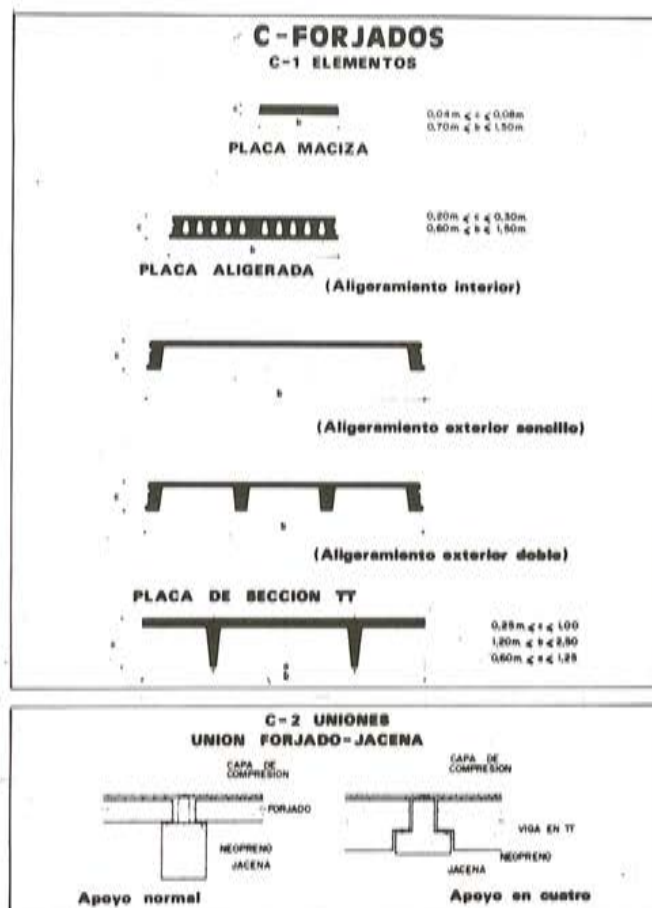 C-FORJADOS
C-1 ELEMENTOS
c
b
0,04m ⩽ c ⩽ 0,08m
0,70m ⩽ b ⩽ 1,50m
PLACA MACIZA
c
b
0,20m ⩽ c ⩽ 0,30m
0,60m ⩽ b ⩽ 1,50m
PLACA ALIGERADA
(Aligeramiento interior)
b
(Aligeramiento exterior sencillo)
b
(Aligeramiento exterior doble)
PLACA DE SECCION TT
0,25m ⩽ c ⩽ 1,00
1,20m ⩽ b ⩽ 2,50
0,60m ⩽ a ⩽ 1,25
a
b
C-2 UNIONES
UNION FORJADO-JACENA
CAPA DE
COMPRESION
FORJADO
NEOPRENO
JACENA
Apoyo normal
CAPA DE
COMPRESION
VIGA EN TT
NEOPRENO
JACENA
Apoyo en cuatro